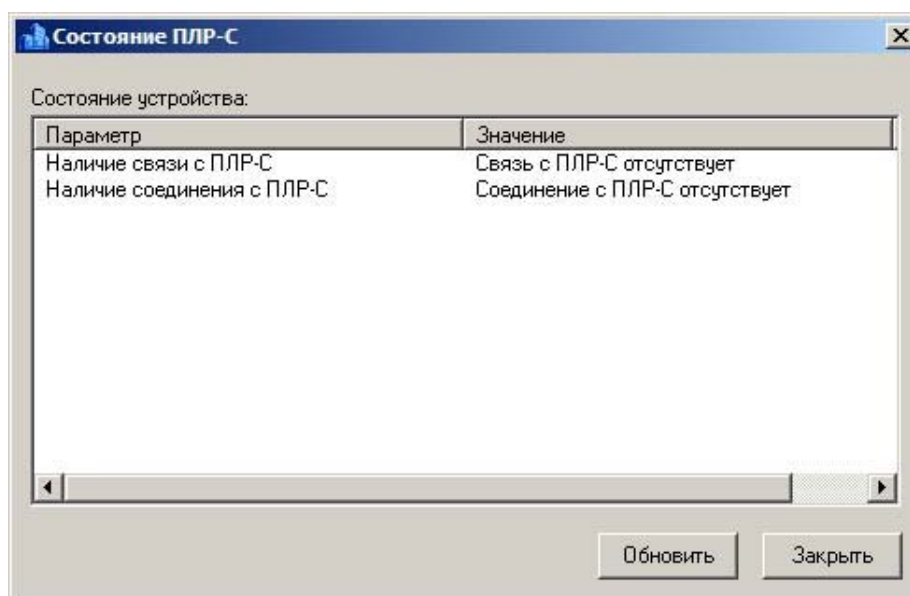 Состояние ПЛР-С
Состояние устройства:
Параметр Значение
Наличие связи с ПЛР-С Связь с ПЛР-С отсутствует
Наличие соединения с ПЛР-С Соединение с ПЛР-С отсутствует
Обновить Закрыть